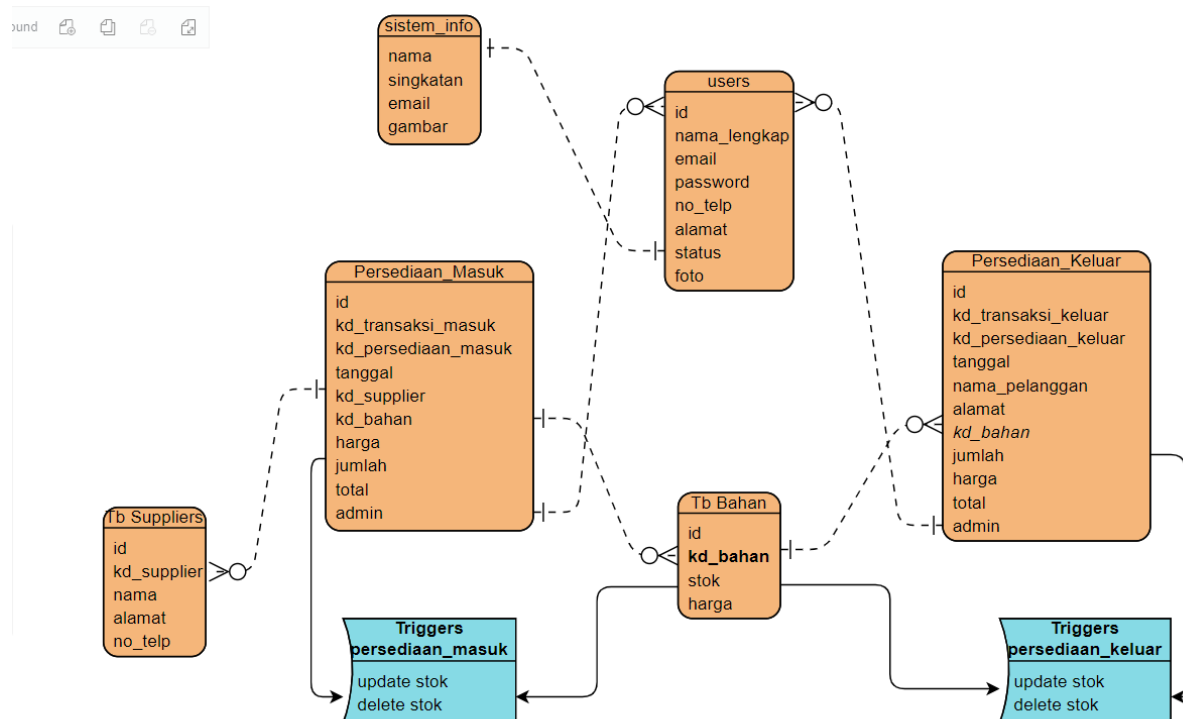 ound
sistem_info
nama
singkatan
email
gambar
users
id
nama_lengkap
email
password
no_telp
alamat
status
foto
Persediaan_Masuk
id
kd_transaksi_masuk
kd_persediaan_masuk
tanggal
kd_supplier
kd_bahan
harga
jumlah
total
admin
Persediaan_Keluar
id
kd_transaksi_keluar
kd_persediaan_keluar
tanggal
nama_pelanggan
alamat
kd_bahan
jumlah
harga
total
admin
Tb Suppliers
id
kd_supplier
nama
alamat
no_telp
Tb Bahan
id
kd_bahan
stok
harga
Triggers
persediaan_masuk
update stok
delete stok
Triggers
persediaan_keluar
update stok
delete stok